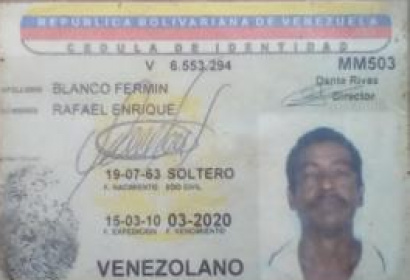 REPUBLICA BOLIVARIANA DE VENEZUELA
CEDULA DE IDENTIDAD
V 6.553.294 MM503
Dante Rivas
Director
APELLIDOS BLANCO FERMIN
NOMBRES RAFAEL ENRIQUE
19-07-63 SOLTERO
F. NACIMIENTO EDO CIVIL
15-03-10 03-2020
F. EXPEDICION F. VENCIMIENTO
VENEZOLANO